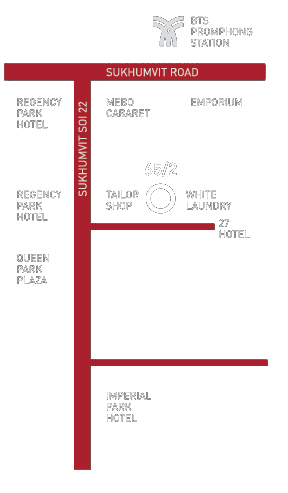 BTS
PROMPHONG
STATION
SUKHUMVIT ROAD
REGENCY
PARK
HOTEL
MEBO
CABARET
EMPORIUM
SUKHUMVIT SOI 22
65/2
REGENCY
PARK
HOTEL
TAILOR
SHOP
WHITE
LAUNDRY
27
HOTEL
QUEEN
PARK
PLAZA
IMPERIAL
PARK
HOTEL